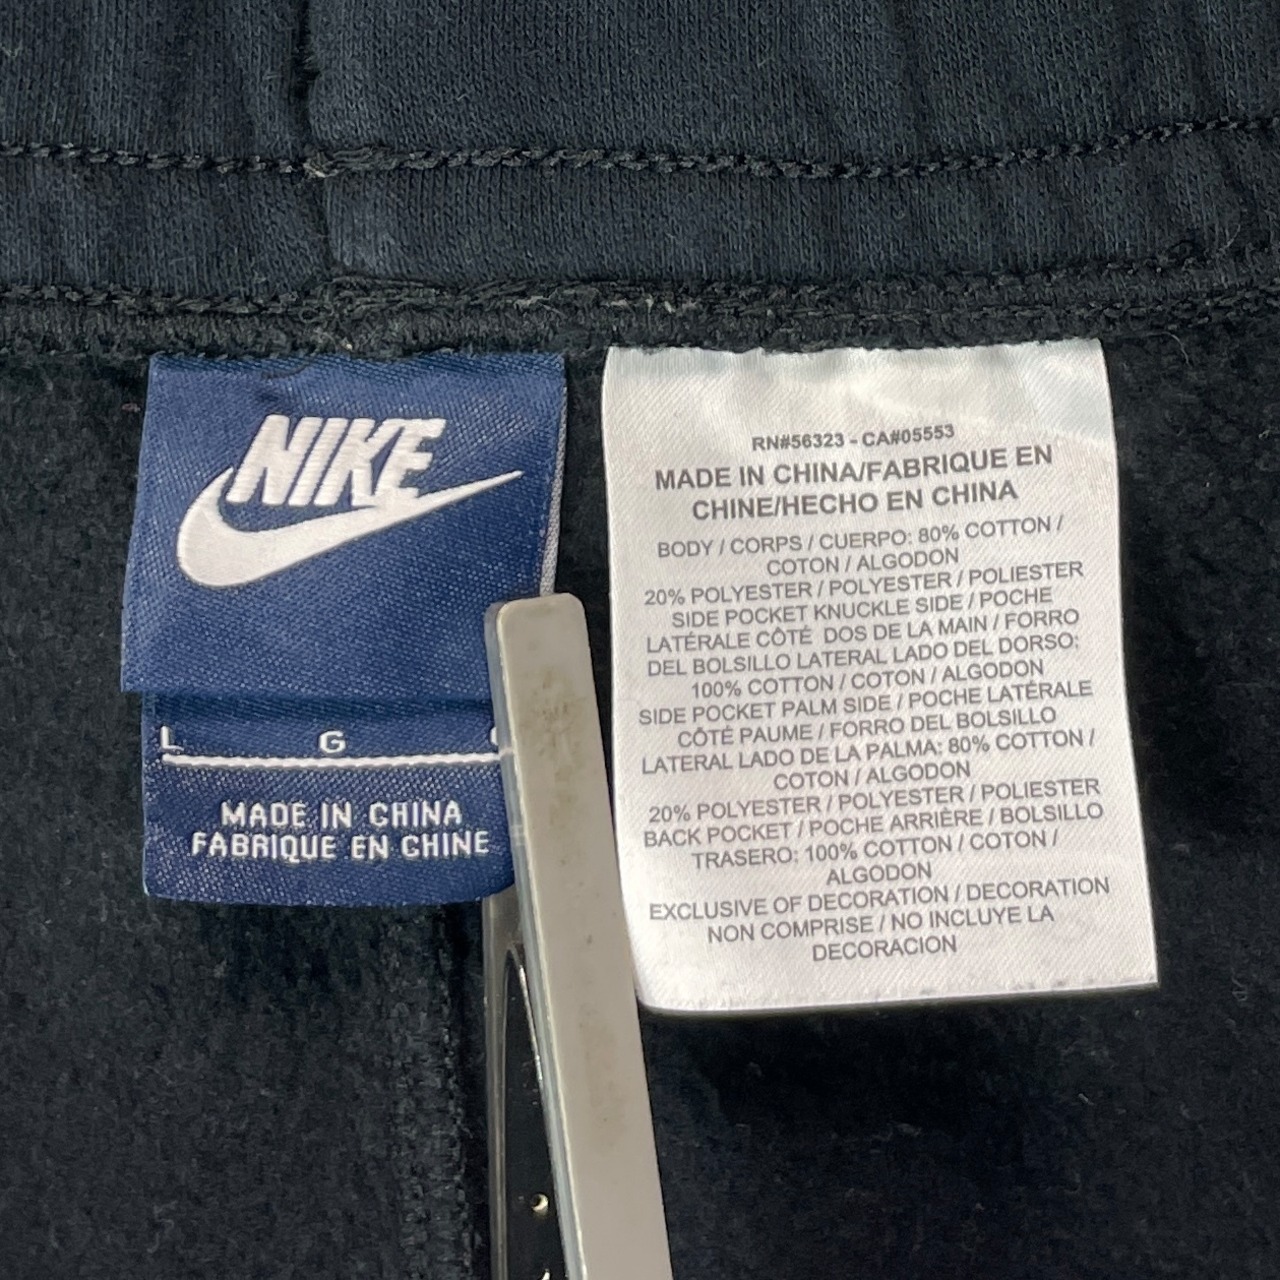 NIKE
L G
MADE IN CHINA
FABRIQUE EN CHINE
RN#56323 - CA#05553
MADE IN CHINA/FABRIQUE EN
CHINE/HECHO EN CHINA
BODY / CORPS / CUERPO: 80% COTTON /
COTON / ALGODON
20% POLYESTER / POLYESTER / POLIESTER
SIDE POCKET KNUCKLE SIDE / POCHE
LATÉRALE CÔTÉ DOS DE LA MAIN / FORRO
DEL BOLSILLO LATERAL LADO DEL DORSO:
100% COTTON / COTON / ALGODON
SIDE POCKET PALM SIDE / POCHE LATÉRALE
CÔTÉ PAUME / FORRO DEL BOLSILLO
LATERAL LADO DE LA PALMA: 80% COTTON /
COTON / ALGODON
20% POLYESTER / POLYESTER / POLIESTER
BACK POCKET / POCHE ARRIÈRE / BOLSILLO
TRASERO: 100% COTTON / COTON /
ALGODON
EXCLUSIVE OF DECORATION / DECORATION
NON COMPRISE / NO INCLUYE LA
DECORACION